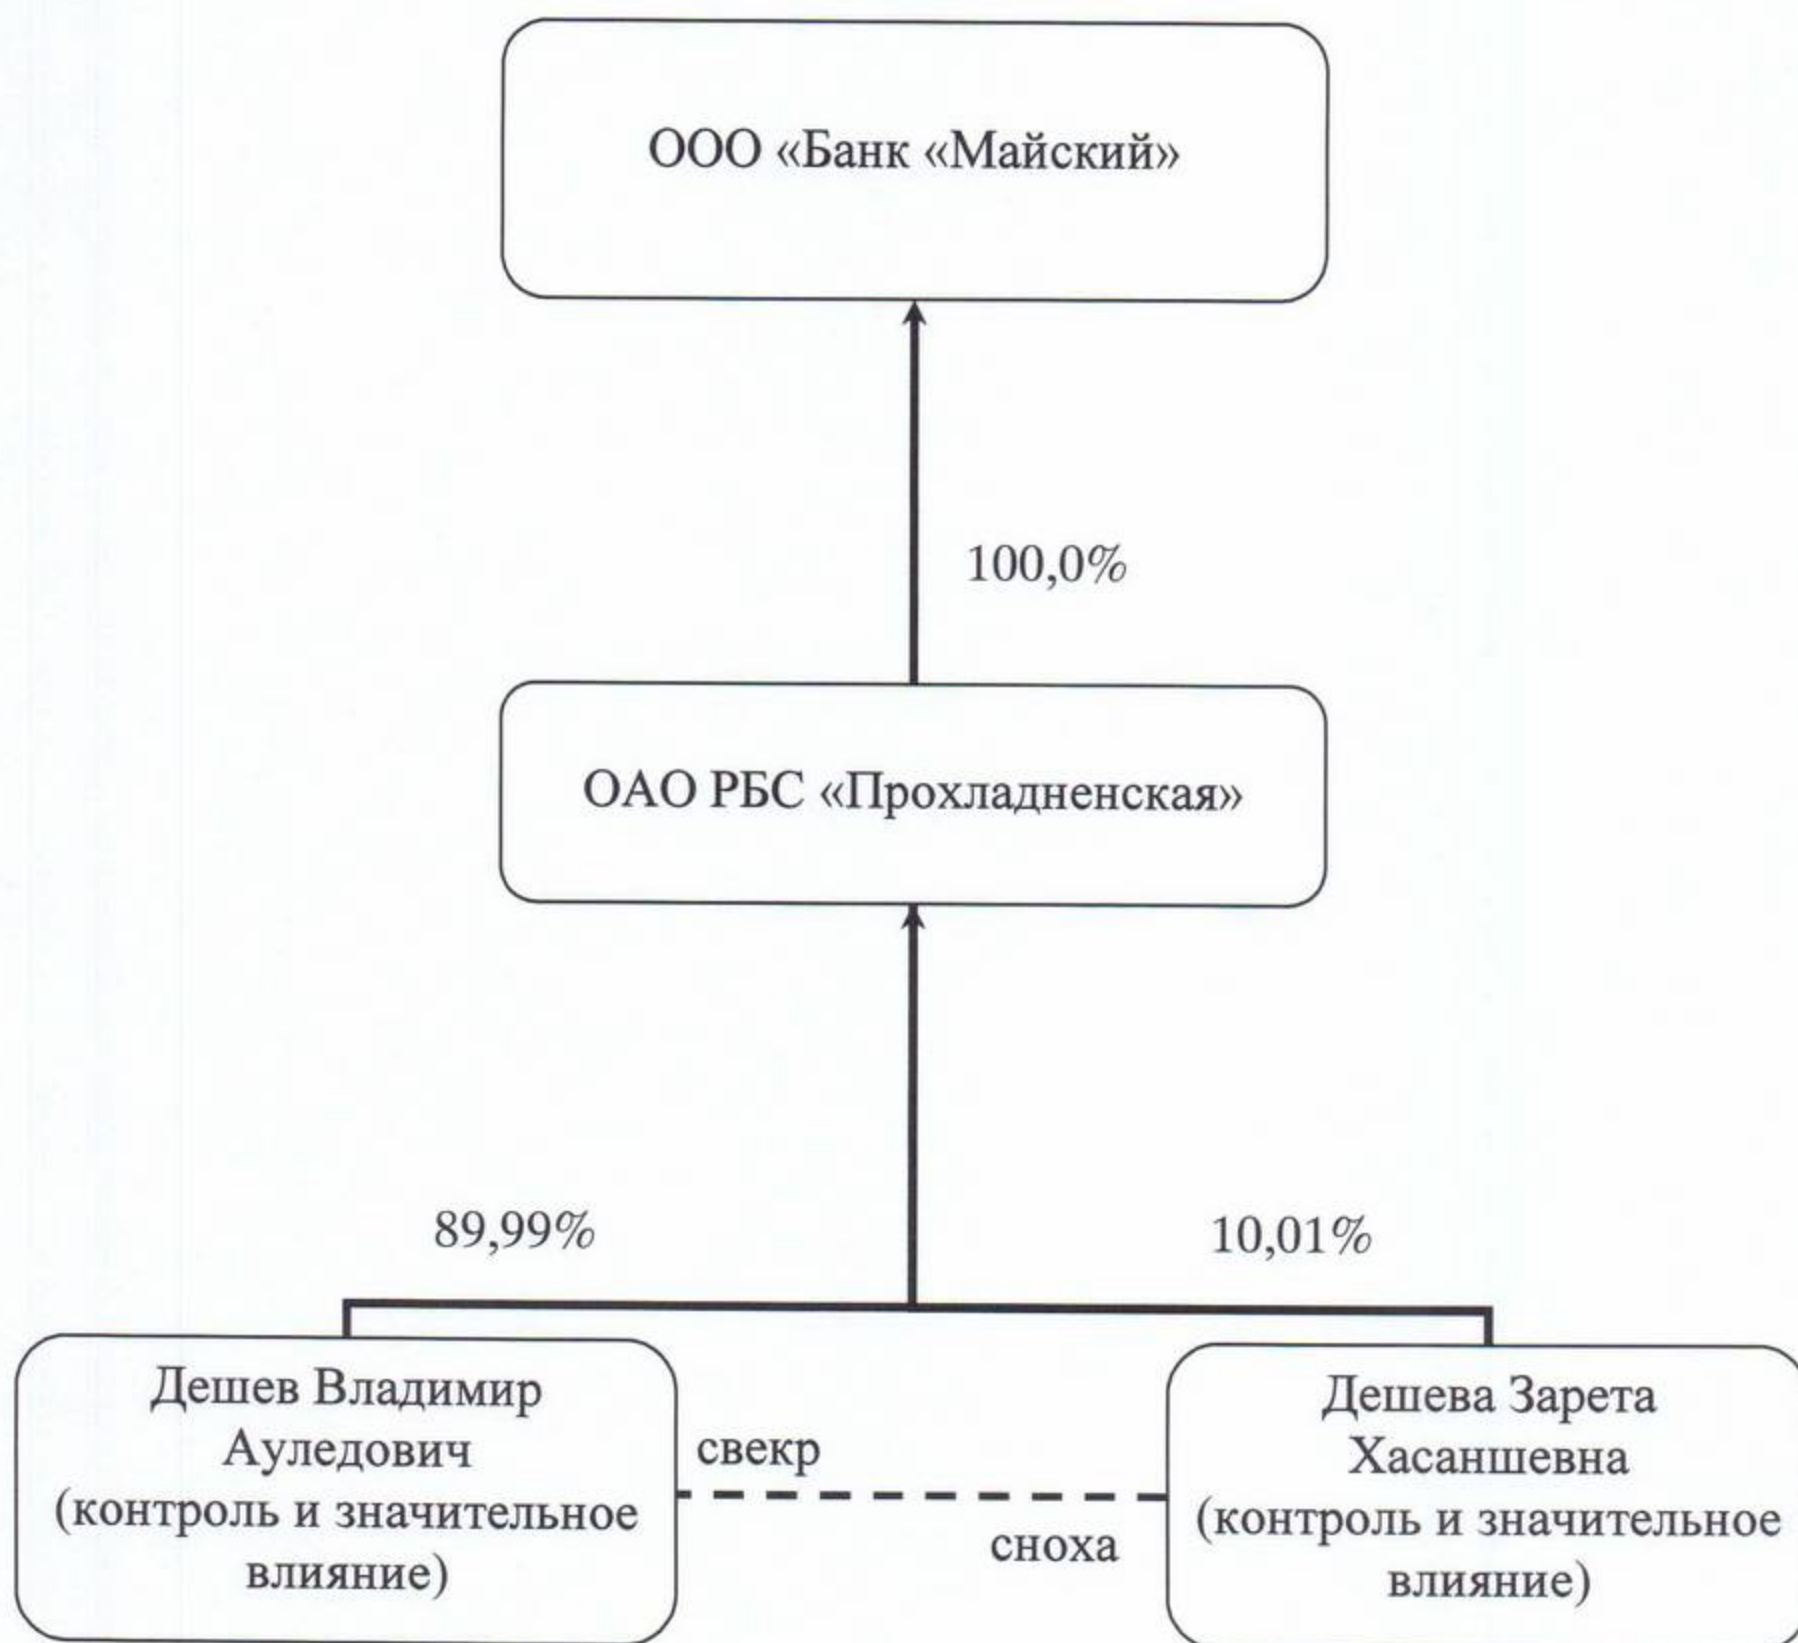 ООО «Банк «Майский»
100,0%
ОАО РБС «Прохладненская»
89,99%
10,01%
Дешев Владимир
Ауледович
(контроль и значительное
влияние)
свекр
сноха
Дешева Зарета
Хасаншевна
(контроль и значительное
влияние)